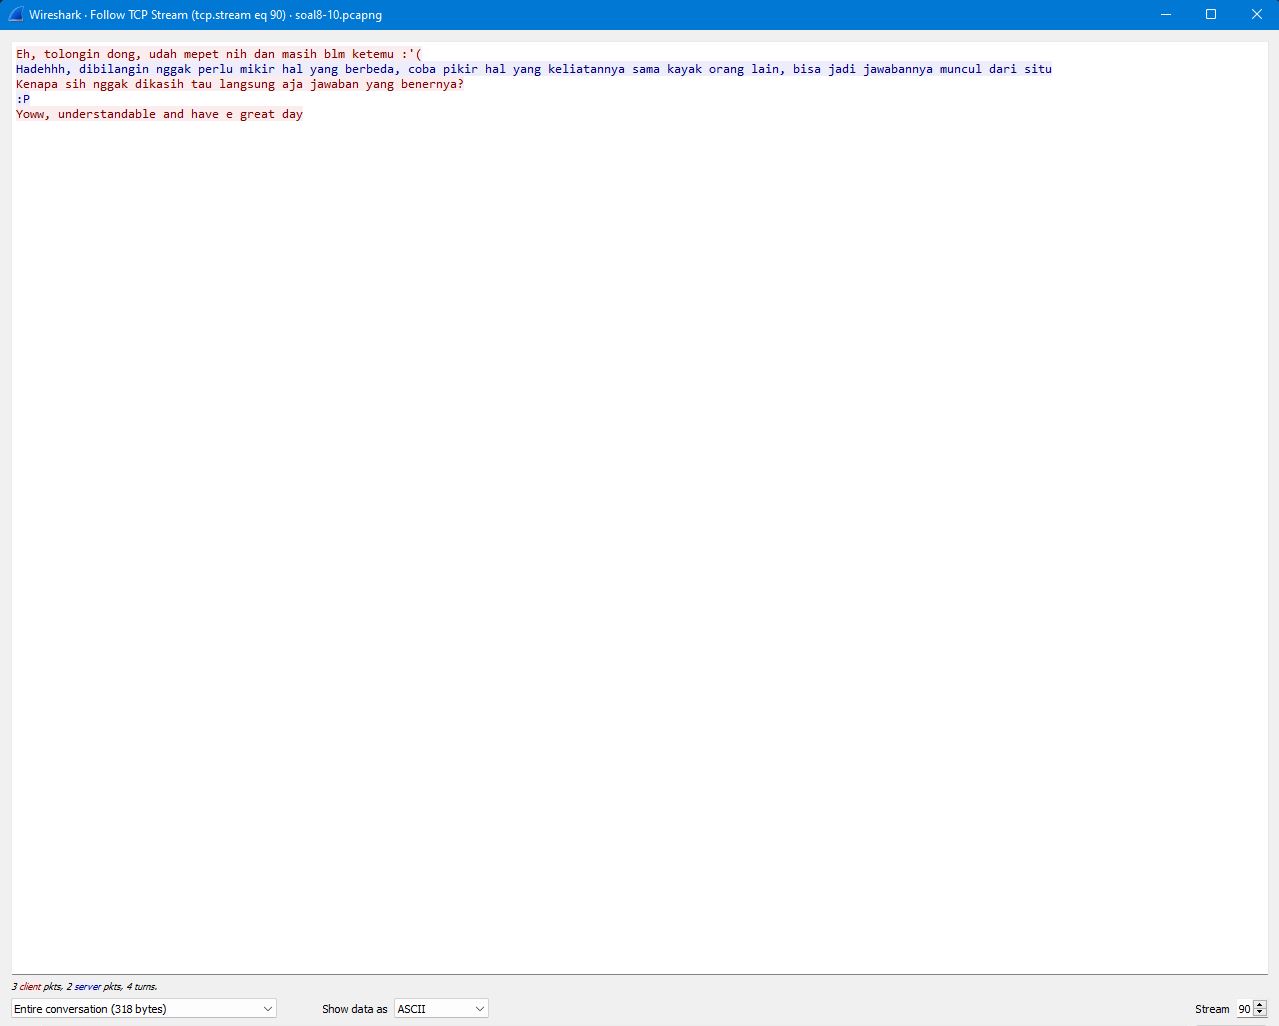 Wireshark · Follow TCP Stream (tcp.stream eq 90) · soal8-10.pcapng
Eh, tolongin dong, udah mepet nih dan masih blm ketemu :'(
Hadehhh, dibilangin nggak perlu mikir hal yang berbeda, coba pikir hal yang keliatannya sama kayak orang lain, bisa jadi jawabannya muncul dari situ
Kenapa sih nggak dikasih tau langsung aja jawaban yang benernya?
:P
Yoww, understandable and have e great day
3 client pkts, 2 server pkts, 4 turns.
Entire conversation (318 bytes) Show data as ASCII Stream 90